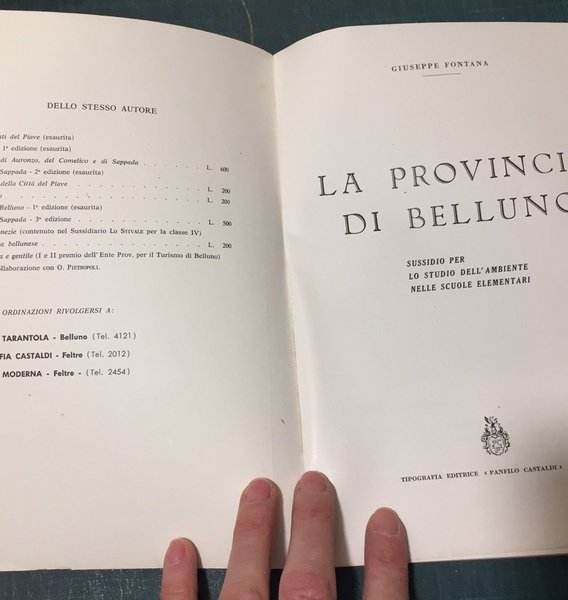 DELLO STESSO AUTORE
ti del Piave (esaurita)
1ª edizione (esaurita)
di Auronzo, del Comelico e di Sappada . . . . . . . L. 600
Sappada - 2ª edizione (esaurita)
della Città del Piave . . . . . . . . . . . . L. 200
L. 200
Belluno - 1ª edizione (esaurita)
Sappada - 3ª edizione . . . . . . . . . . . . L. 500
nezia (contenuto nel Sussidiario LO STIVALE per la classe IV)
a bellunese . . . . . . . . . . . . . . L. 200
a e gentile (I e II premio dell'Ente Prov. per il Turismo di Belluno)
llaborazione con O. PIETROPOLI.
ORDINAZIONI RIVOLGERSI A:
TARANTOLA - Belluno (Tel. 4121)
FIA CASTALDI - Feltre (Tel. 2012)
MODERNA - Feltre - (Tel. 2454)
GIUSEPPE FONTANA
LA PROVINCI
DI BELLUNO
SUSSIDIO PER
LO STUDIO DELL'AMBIENTE
NELLE SCUOLE ELEMENTARI
TIPOGRAFIA EDITRICE « PANFILO CASTALDI »